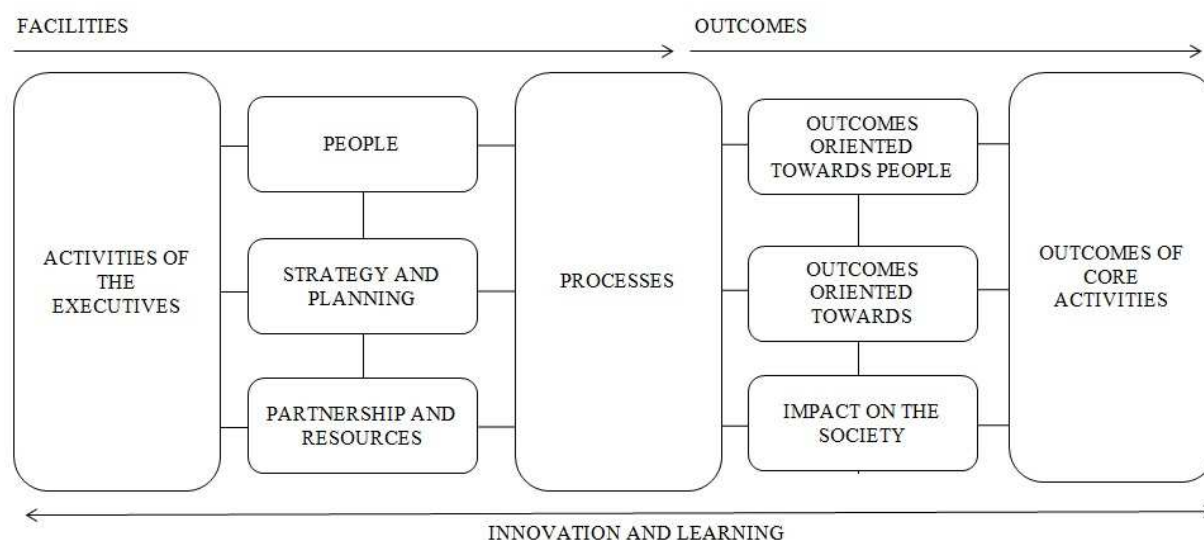 FACILITIES
OUTCOMES
ACTIVITIES OF
THE
EXECUTIVES
PEOPLE
STRATEGY AND
PLANNING
PARTNERSHIP AND
RESOURCES
PROCESSES
OUTCOMES
ORIENTED
TOWARDS PEOPLE
OUTCOMES
ORIENTED
TOWARDS
IMPACT ON THE
SOCIETY
OUTCOMES OF
CORE
ACTIVITIES
INNOVATION AND LEARNING